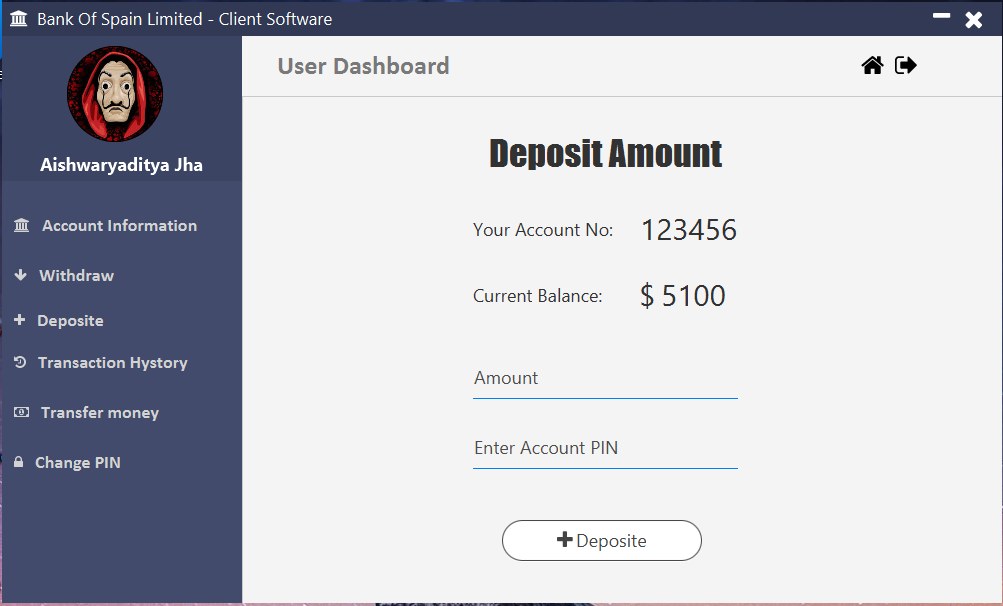 Bank Of Spain Limited - Client Software
Aishwaryaditya Jha
Account Information
Withdraw
Deposite
Transaction Hystory
Transfer money
Change PIN
User Dashboard
Deposit Amount
Your Account No: 123456
Current Balance: $ 5100
Amount
Enter Account PIN
Deposite